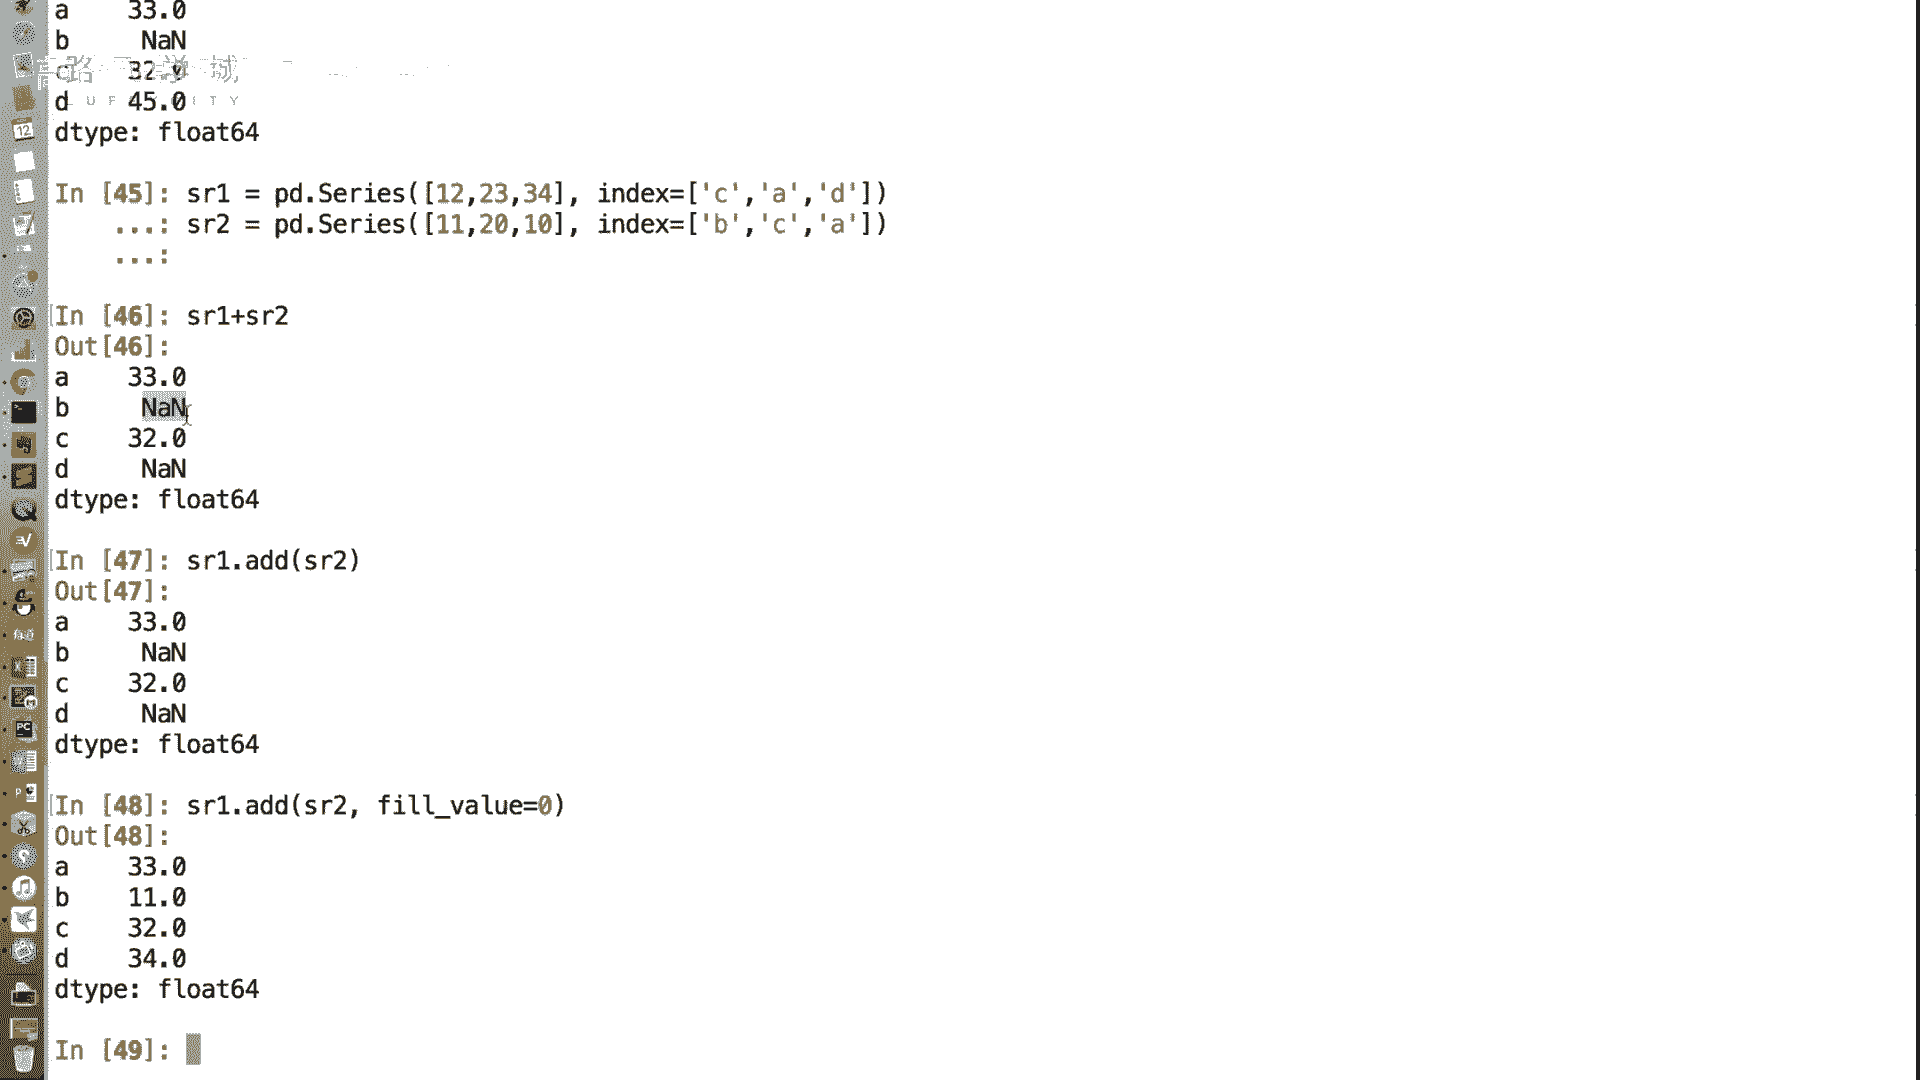 a     33.0
b      NaN
c     32.0
d     45.0
dtype: float64
In [45]: sr1 = pd.Series([12,23,34], index=['c','a','d'])
    ...: sr2 = pd.Series([11,20,10], index=['b','c','a'])
    ...:
In [46]: sr1+sr2
Out[46]:
a     33.0
b      NaN
c     32.0
d      NaN
dtype: float64
In [47]: sr1.add(sr2)
Out[47]:
a     33.0
b      NaN
c     32.0
d      NaN
dtype: float64
In [48]: sr1.add(sr2, fill_value=0)
Out[48]:
a     33.0
b     11.0
c     32.0
d     34.0
dtype: float64
In [49]: